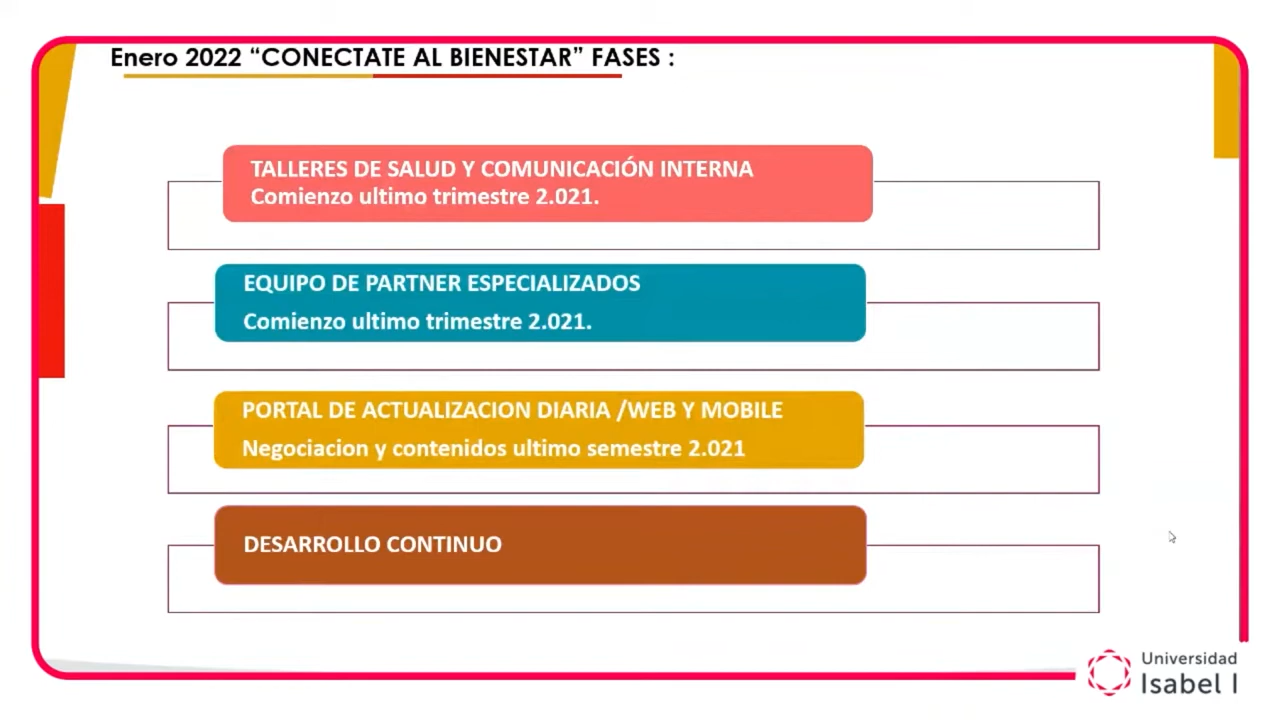 Enero 2022 “CONECTATE AL BIENESTAR” FASES :
TALLERES DE SALUD Y COMUNICACIÓN INTERNA
Comienzo ultimo trimestre 2.021.
EQUIPO DE PARTNER ESPECIALIZADOS
Comienzo ultimo trimestre 2.021.
PORTAL DE ACTUALIZACION DIARIA /WEB Y MOBILE
Negociacion y contenidos ultimo semestre 2.021
DESARROLLO CONTINUO
Universidad
Isabel I